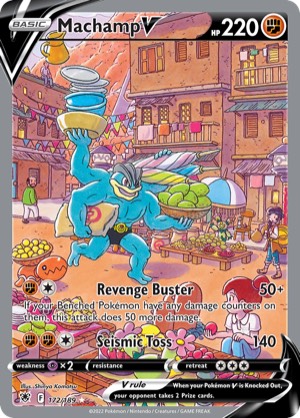 BASIC
Machamp V HP 220
Revenge Buster 50+
If your Benched Pokémon have any damage counters on
them, this attack does 50 more damage.
Seismic Toss 140
weakness ×2 resistance retreat
Illus. Shinya Komatsu
V rule
When your Pokémon V is Knocked Out,
your opponent takes 2 Prize cards.
F 172/189
©2022 Pokémon / Nintendo / Creatures / GAME FREAK